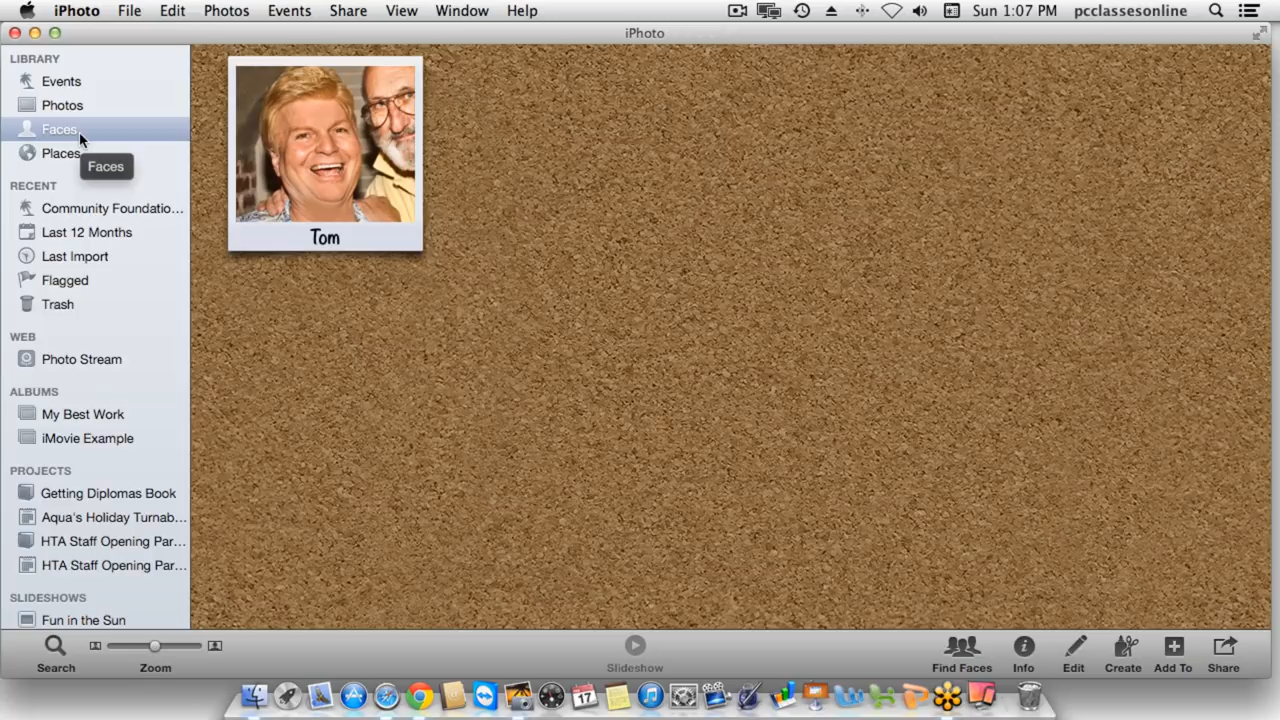 iPhoto File Edit Photos Events Share View Window Help Sun 1:07 PM pcclassesonline
iPhoto
LIBRARY
Events
Photos
Faces
Places
Faces
RECENT
Community Foundatio...
Last 12 Months
Last Import
Flagged
Trash
WEB
Photo Stream
ALBUMS
My Best Work
iMovie Example
PROJECTS
Getting Diplomas Book
Aqua's Holiday Turnab...
HTA Staff Opening Par...
HTA Staff Opening Par...
SLIDESHOWS
Fun in the Sun
Tom
Search Zoom Slideshow Find Faces Info Edit Create Add To Share
17